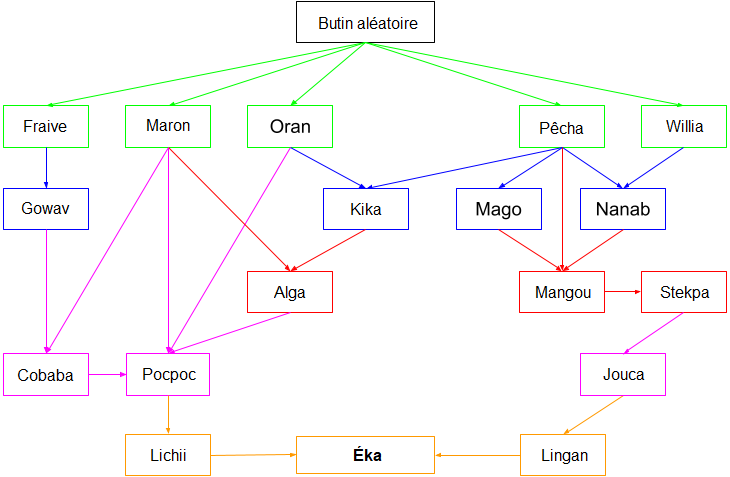 Butin aléatoire
Fraive
Maron
Oran
Pêcha
Willia
Gowav
Kika
Mago
Nanab
Alga
Mangou
Stekpa
Cobaba
Pocpoc
Jouca
Lichii
Éka
Lingan